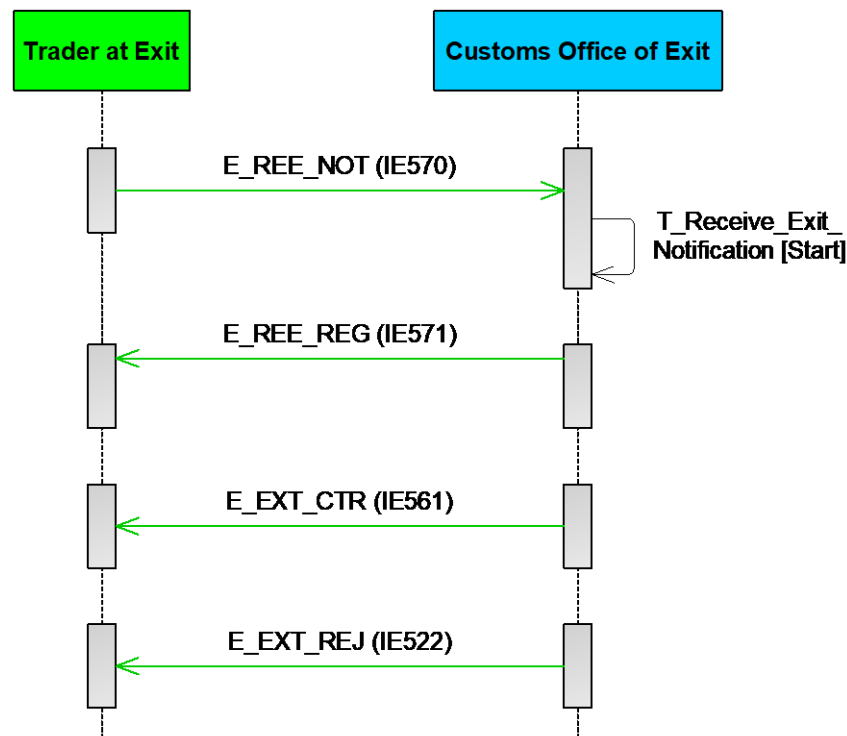 Trader at Exit
Customs Office of Exit
E_REE_NOT (IE570)
T_Receive_Exit_
Notification [Start]
E_REE_REG (IE571)
E_EXT_CTR (IE561)
E_EXT_REJ (IE522)